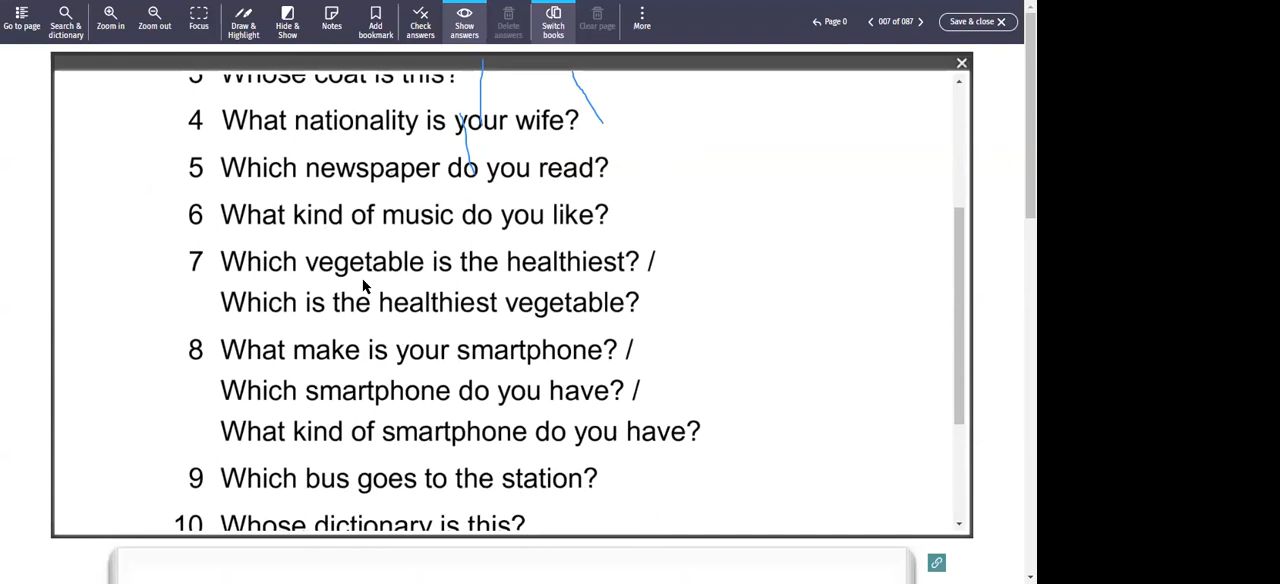 Go to page
Search & dictionary
Zoom in
Zoom out
Focus
Draw & Highlight
Hide & Show
Notes
Add bookmark
Check answers
Show answers
Delete answers
Switch books
Clear page
More
Page 0
007 of 087
Save & close
3 Whose coat is this?
4 What nationality is your wife?
5 Which newspaper do you read?
6 What kind of music do you like?
7 Which vegetable is the healthiest? /
Which is the healthiest vegetable?
8 What make is your smartphone? /
Which smartphone do you have? /
What kind of smartphone do you have?
9 Which bus goes to the station?
10 Whose dictionary is this?